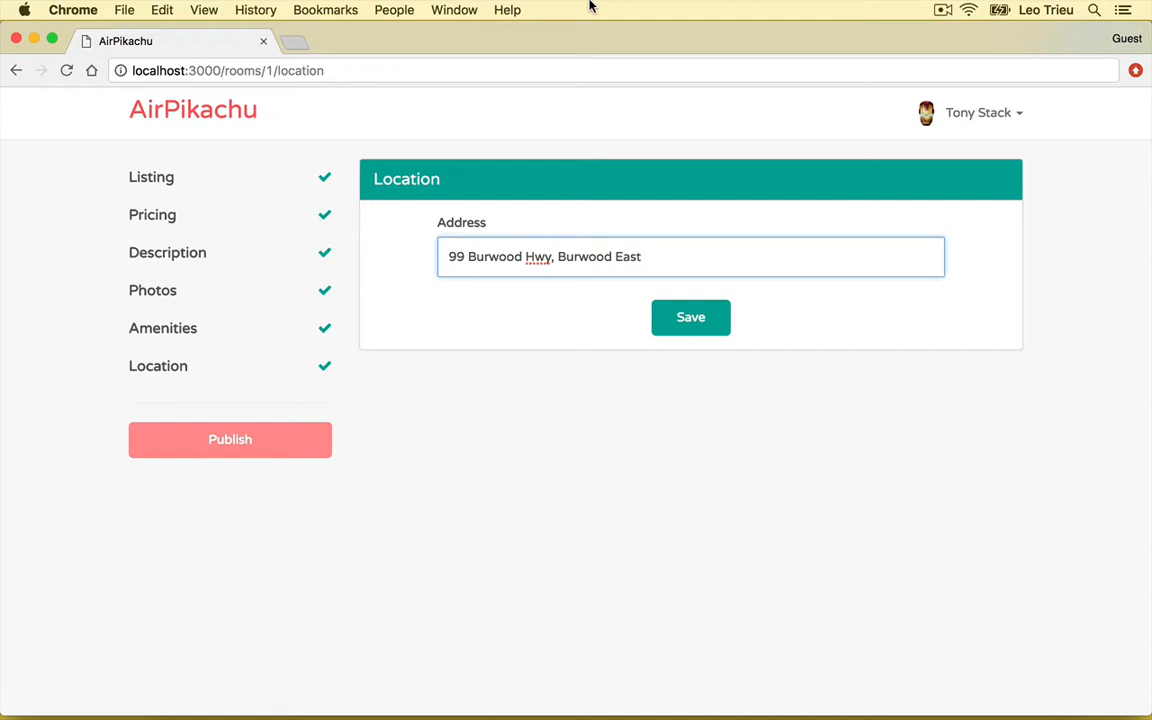 Chrome File Edit View History Bookmarks People Window Help Leo Trieu
AirPikachu Guest
localhost:3000/rooms/1/location
AirPikachu Tony Stack
Listing
Pricing
Description
Photos
Amenities
Location
Publish
Location
Address
99 Burwood Hwy, Burwood East
Save